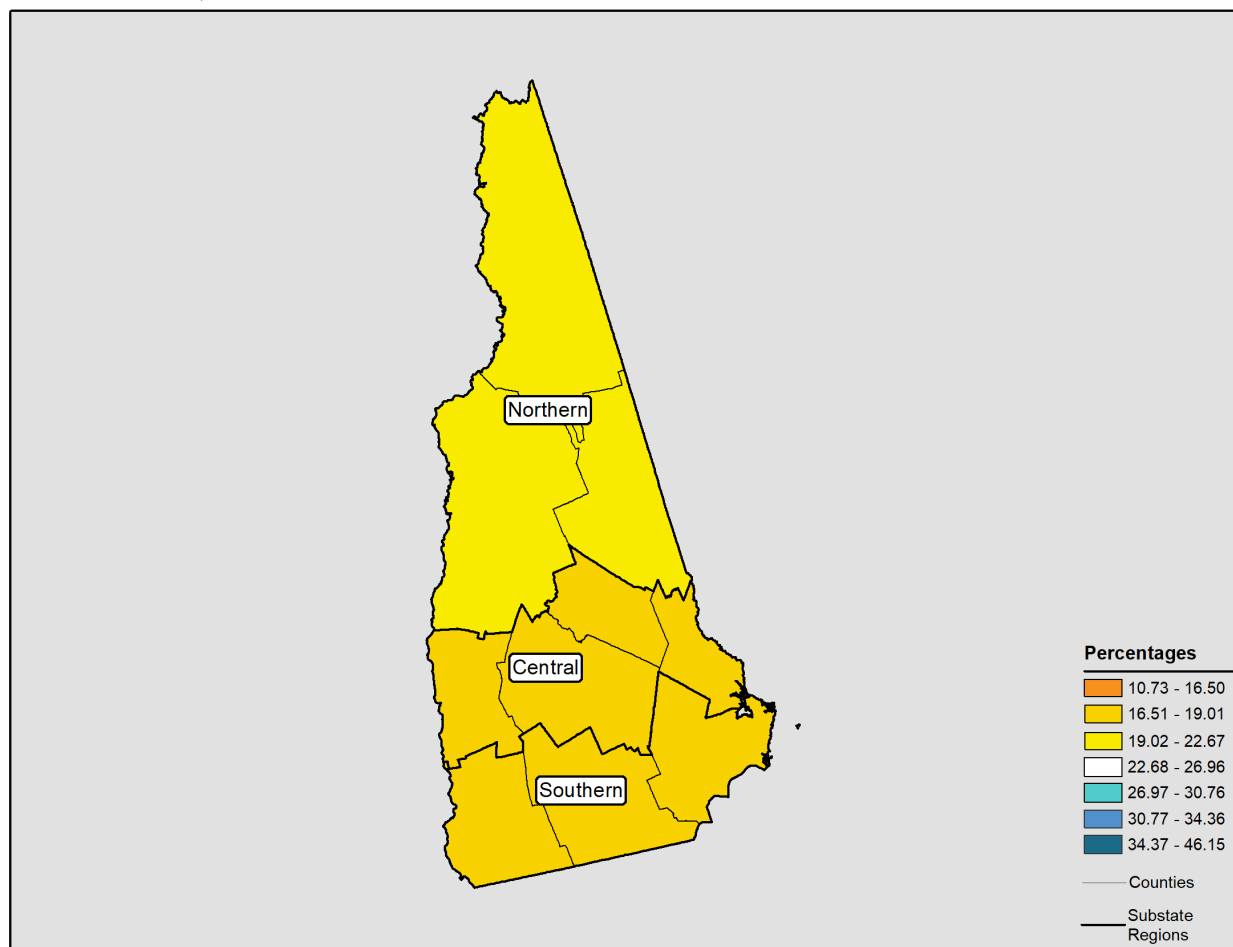 Northern
Central
Southern
Percentages
10.73 - 16.50
16.51 - 19.01
19.02 - 22.67
22.68 - 26.96
26.97 - 30.76
30.77 - 34.36
34.37 - 46.15
Counties
Substate
Regions